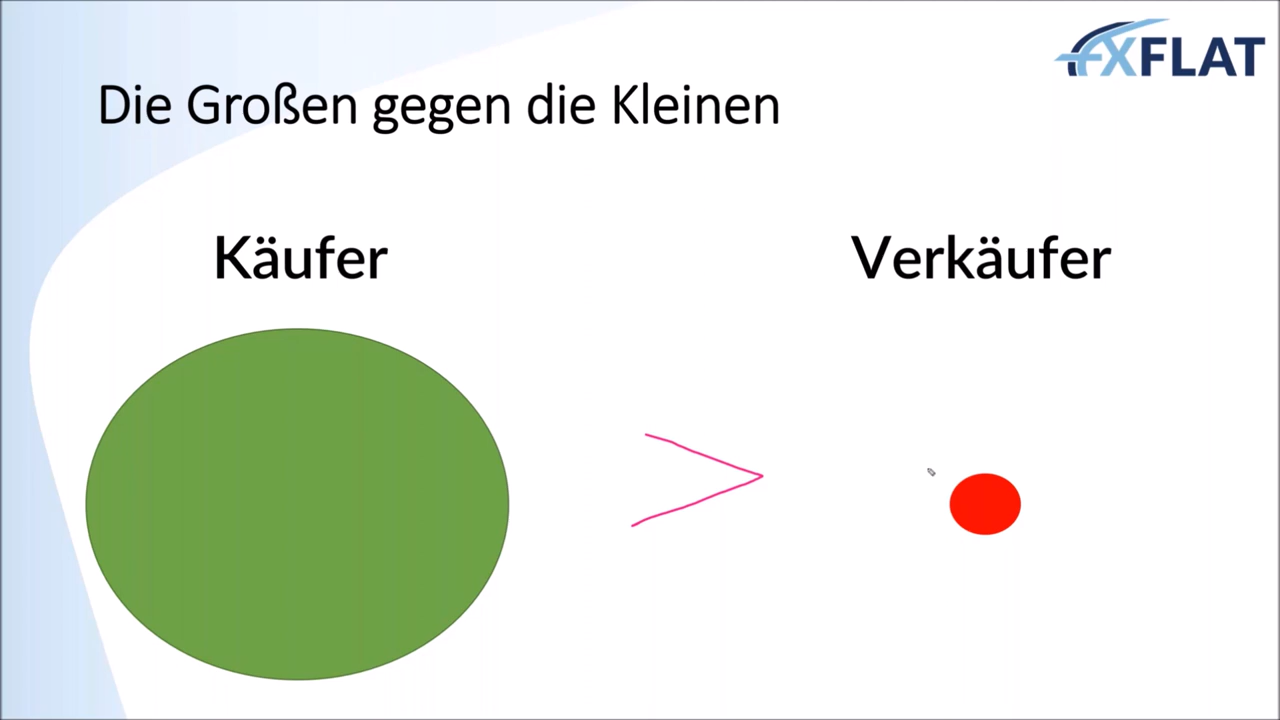 FXFLAT
Die Großen gegen die Kleinen
Käufer
Verkäufer
>